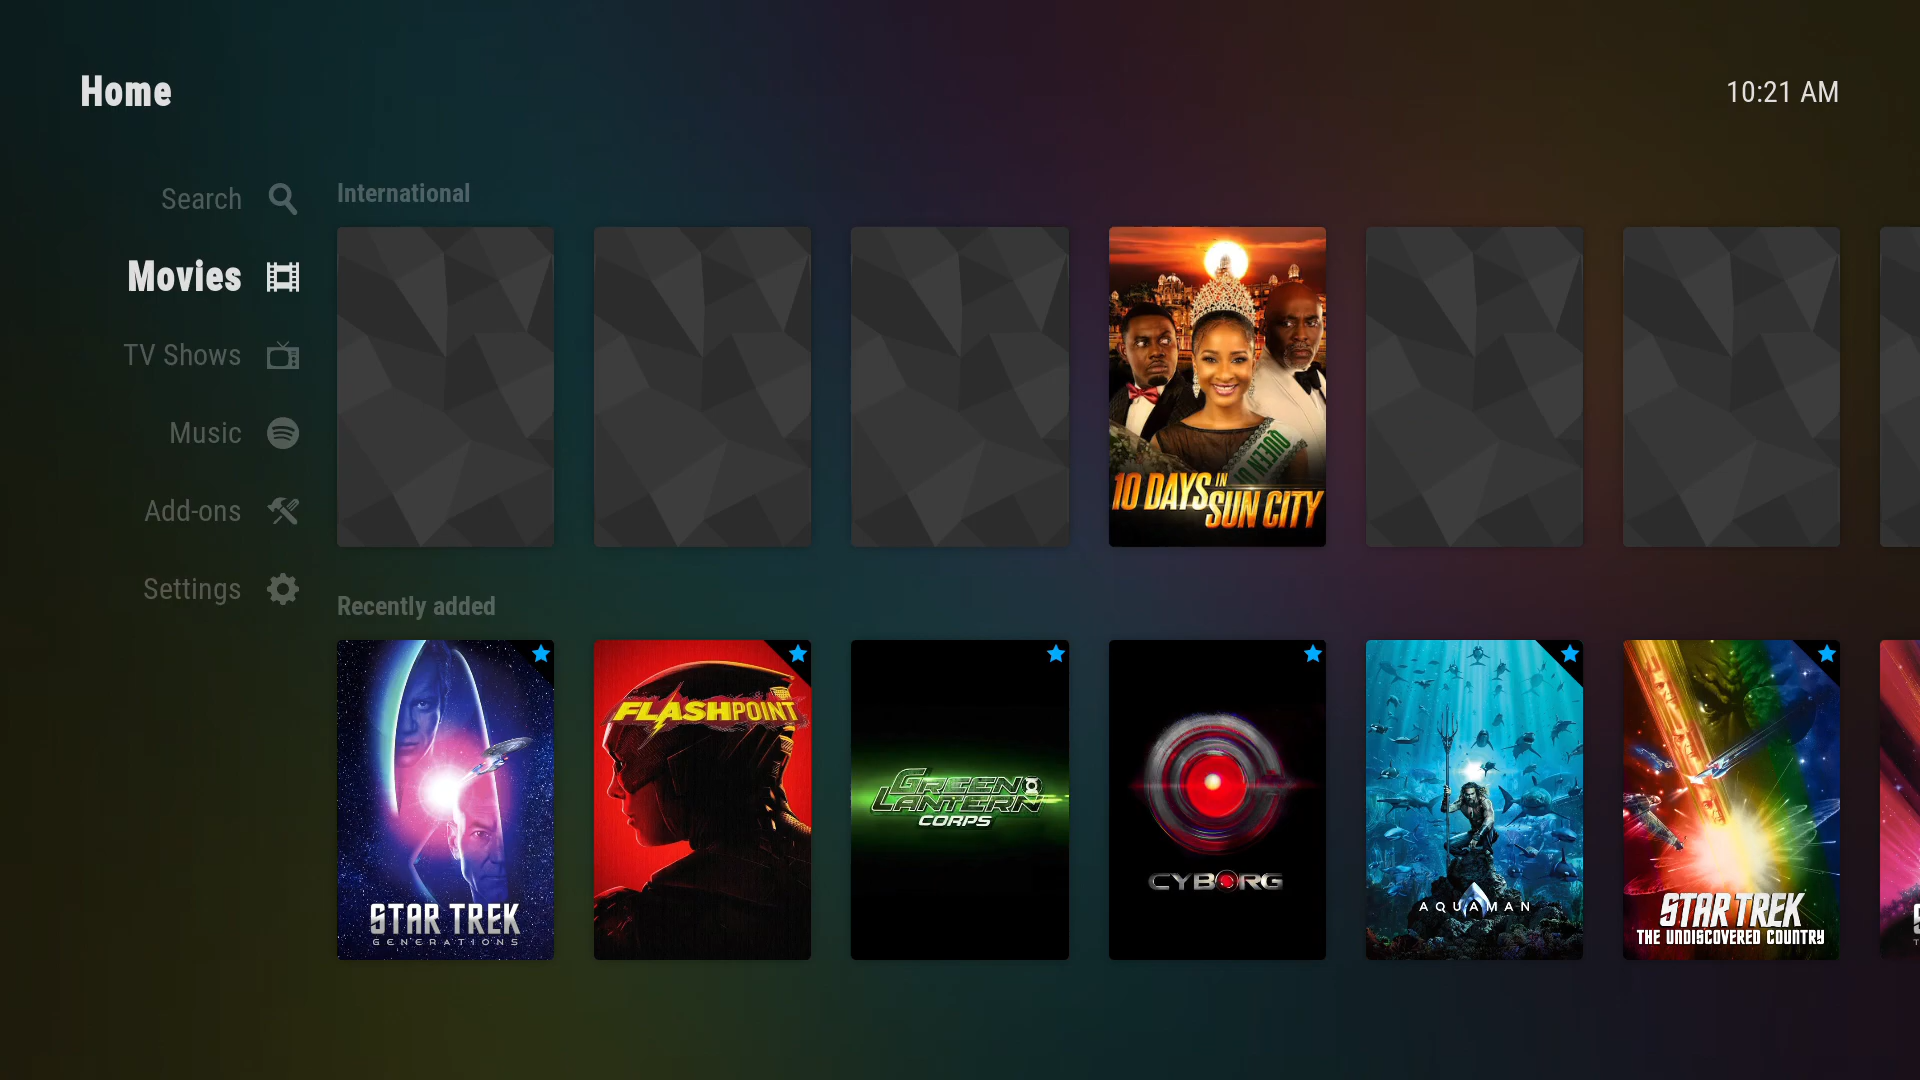 Home
10:21 AM
Search
Movies
TV Shows
Music
Add-ons
Settings
International
QUEEN O
10 DAYS IN SUN CITY
Recently added
STAR TREK
GENERATIONS
FLASHPOINT
GREEN
LANTERN
CORPS
CYBORG
AQUAMAN
STAR TREK
THE UNDISCOVERED COUNTRY